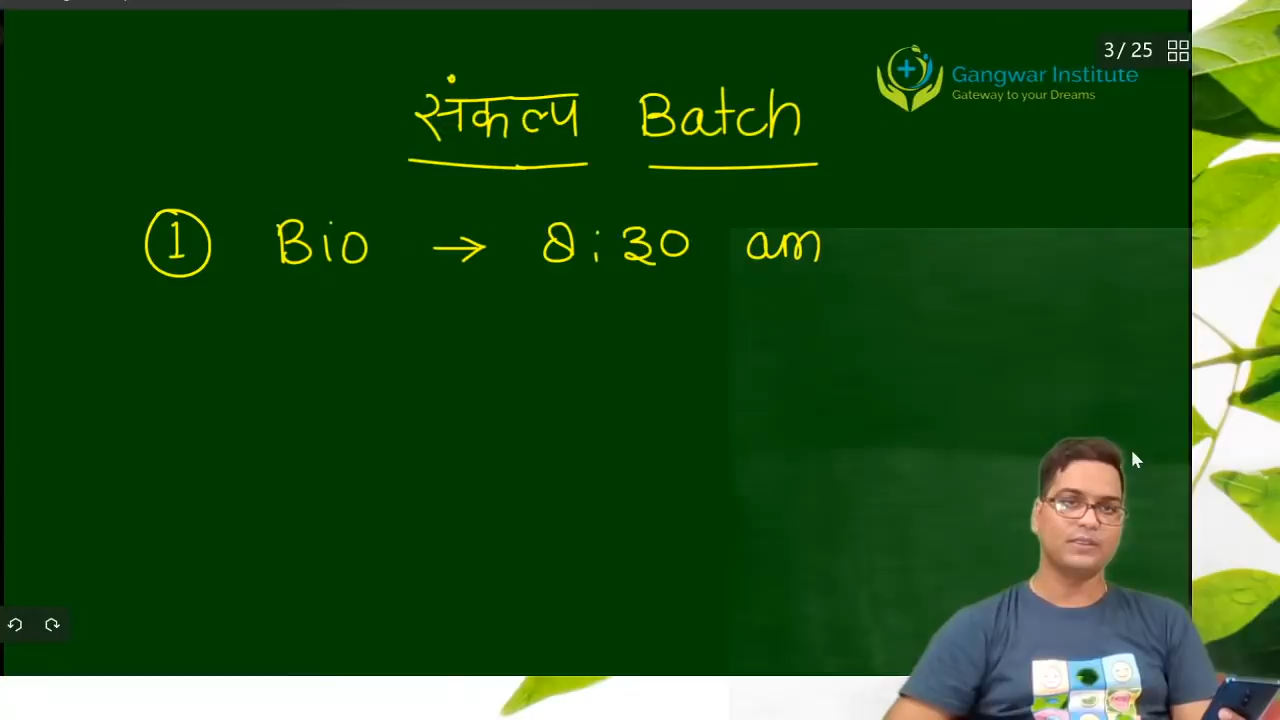 3/25
Gangwar Institute
Gateway to your Dreams
संकल्प Batch
1 Bio → 8:30 am